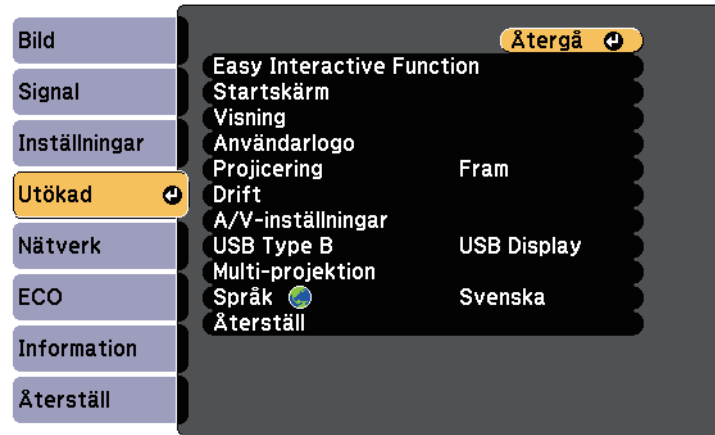 Bild
Signal
Inställningar
Utökad
Nätverk
ECO
Information
Återställ
Återgå
Easy Interactive Function
Startskärm
Visning
Användarlogo
Projicering Fram
Drift
A/V-inställningar
USB Type B USB Display
Multi-projektion
Språk Svenska
Återställ